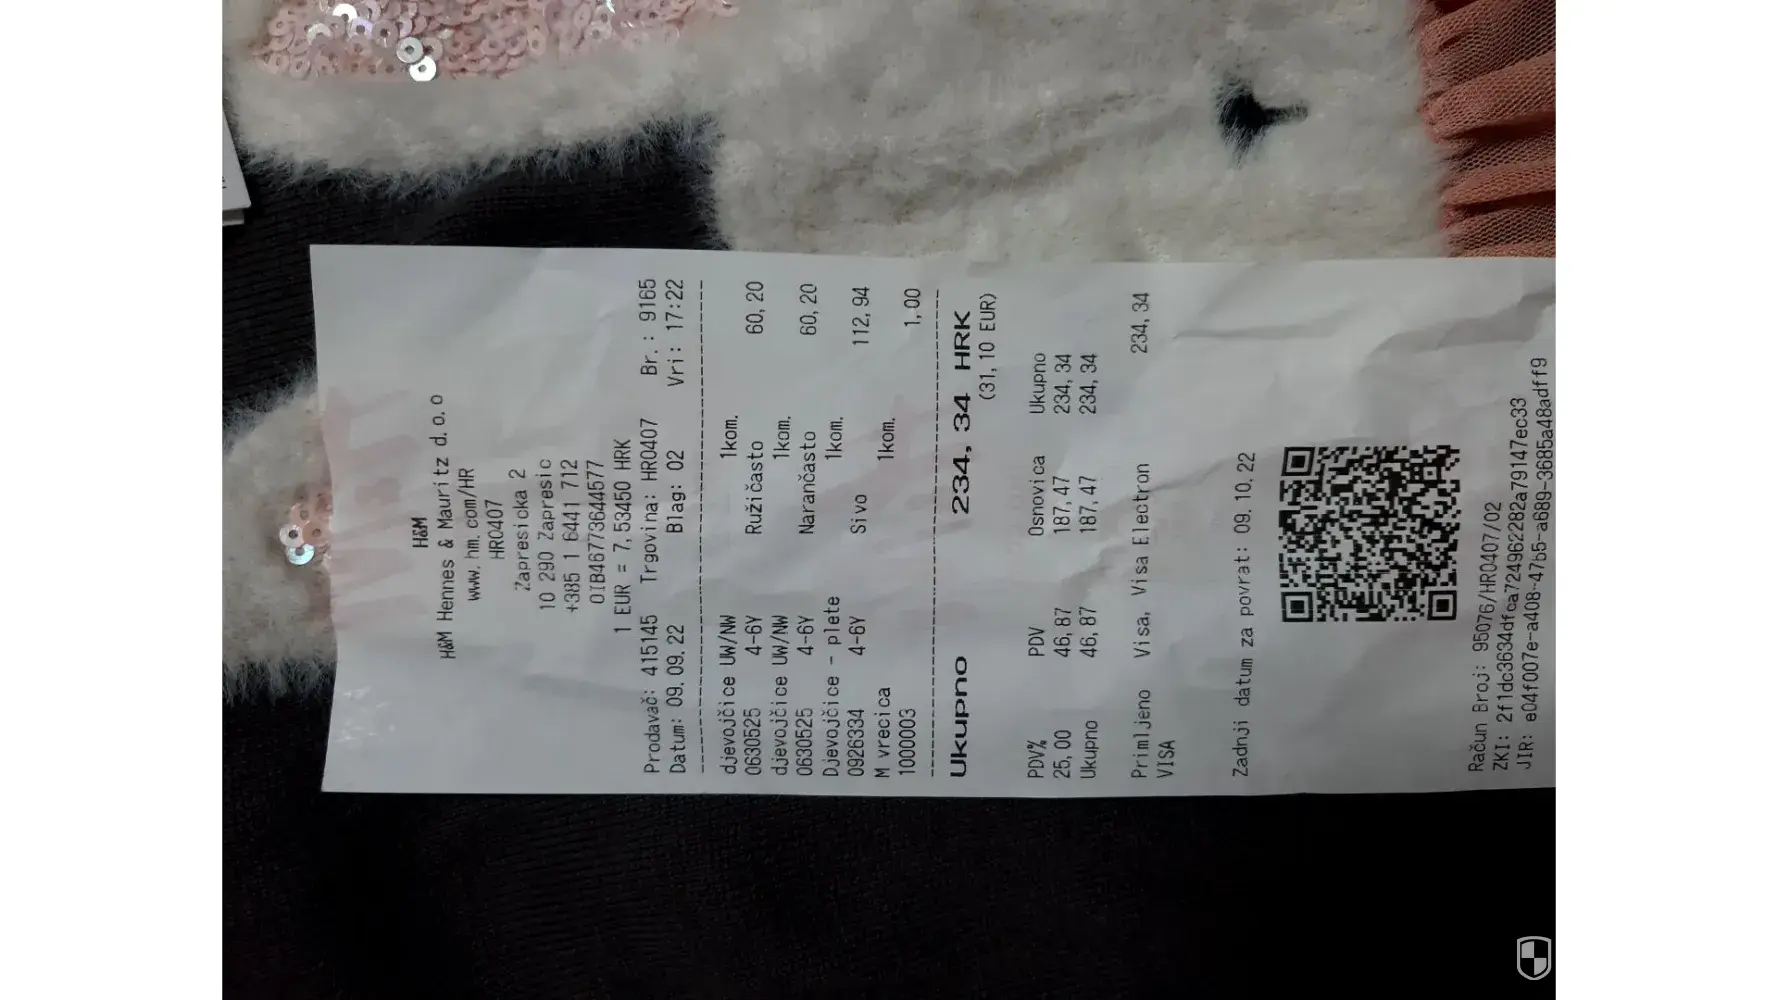 H&M
H&M Hennes & Mauritz d.o.o
www.hm.com/HR
HR0407
Zapresicka 2
10 290 Zapresic
+385 1 6441 712
OIB46773644577
1 EUR = 7,53450 HRK
Prodavač: 415145 Trgovina: HR0407 Br.: 9165
Datum: 09.09.22 Blag: 02 Vri: 17:22
djevojčice UW/NW 1kom.
0630525 4-6Y Ružičasto 60,20
djevojčice UW/NW 1kom.
0630525 4-6Y Narančasto 60,20
Djevojčice - plete 1kom.
0926334 4-6Y Sivo 112,94
M vrecica 1kom.
1000003 1,00
Ukupno 234,34 HRK
(31,10 EUR)
PDV% PDV Osnovica Ukupno
25,00 46,87 187,47 234,34
Ukupno 46,87 187,47 234,34
Primljeno Visa, Visa Electron 234,34
VISA
Zadnji datum za povrat: 09.10.22
Račun Broj: 95076/HR0407/02
ZKI: 2f1dc3634dfca724962282a79147ec33
JIR: e04f007e-a408-47b5-a689-3685a48adff9